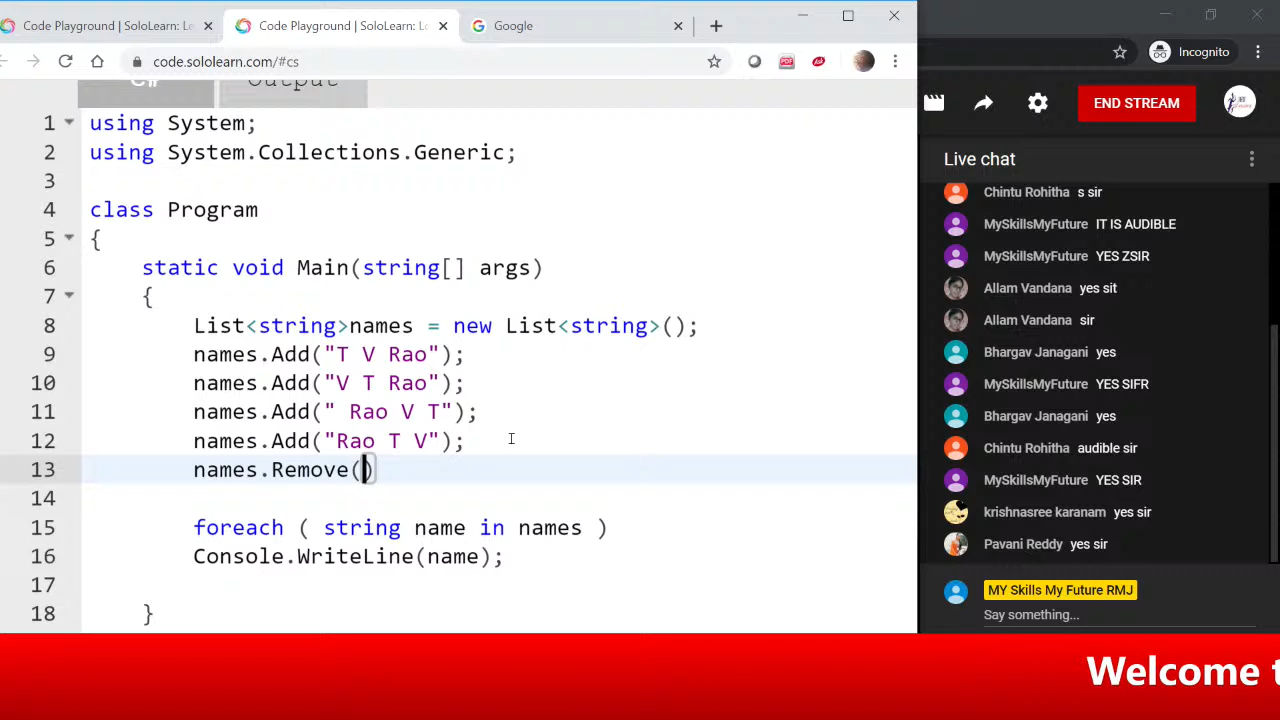 Code Playground | SoloLearn: Le
Code Playground | SoloLearn: Le
Google
code.sololearn.com/#cs
PDF
Incognito
C#
Output
END STREAM
Live chat
1 using System;
2 using System.Collections.Generic;
3
4 class Program
5 {
6 static void Main(string[] args)
7 {
8 List<string>names = new List<string>();
9 names.Add("T V Rao");
10 names.Add("V T Rao");
11 names.Add(" Rao V T");
12 names.Add("Rao T V");
13 names.Remove()
14
15 foreach ( string name in names )
16 Console.WriteLine(name);
17
18 }
Chintu Rohitha s sir
MySkillsMyFuture IT IS AUDIBLE
MySkillsMyFuture YES ZSIR
Allam Vandana yes sit
Allam Vandana sir
Bhargav Janagani yes
MySkillsMyFuture YES SIFR
Bhargav Janagani yes
Chintu Rohitha audible sir
MySkillsMyFuture YES SIR
krishnasree karanam yes sir
Pavani Reddy yes sir
MY Skills My Future RMJ
Say something...
Welcome t